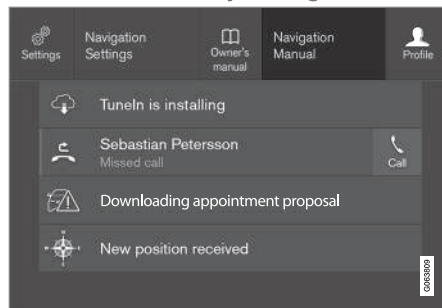 Settings
Navigation
Settings
Owner's
manual
Navigation
Manual
Profile
TuneIn is installing
Sebastian Petersson
Missed call
Call
Downloading appointment proposal
New position received
G063809